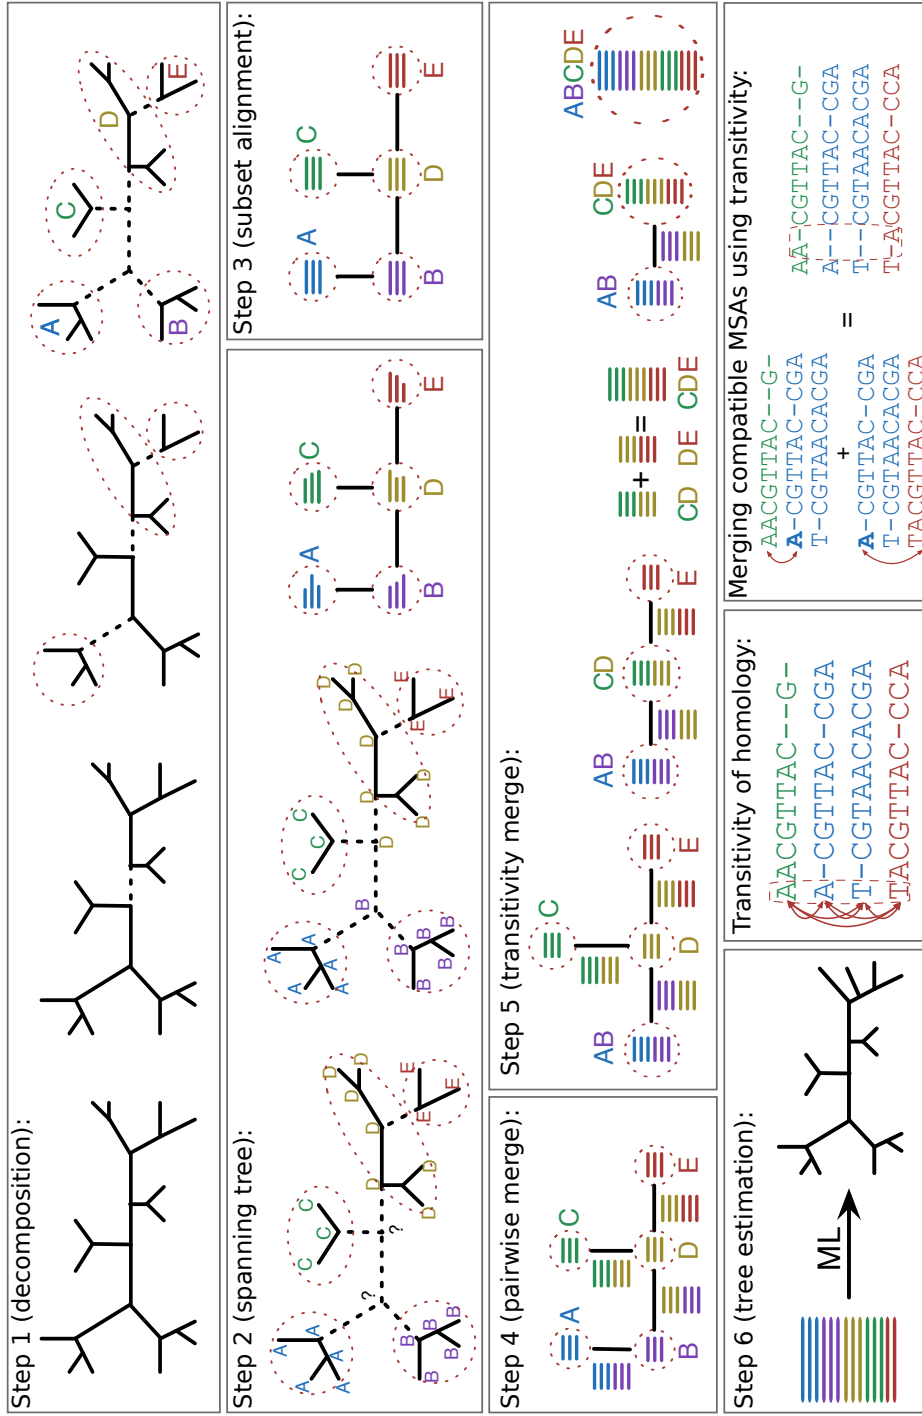 Step 1 (decomposition):
A
B
C
D
E
Step 2 (spanning tree):
A
A
A
A
A
B
B
B
B
B
C
C
C
D
D
D
D
D
D
D
E
E
E
?
?
A
A
A
A
A
B
B
B
B
B
B
C
C
C
D
D
D
D
D
D
D
D
E
E
E
A
B
C
D
E
Step 3 (subset alignment):
A
B
C
D
E
Step 4 (pairwise merge):
A
B
C
D
E
Step 5 (transitivity merge):
AB
C
D
E
AB
CD
E
CD + DE = CDE
AB
CDE
ABCDE
Step 6 (tree estimation):
ML
Transitivity of homology:
AACGTTAC--G-
A-CGTTAC-CGA
T-CGTAACACGA
TACGTTAC-CCA
Merging compatible MSAs using transitivity:
AACGTTAC--G-
A-CGTTAC-CGA
T-CGTAACACGA
+
A-CGTTAC-CGA
T-CGTAACACGA
TACGTTAC-CCA
=
AA-CGTTAC--G-
A--CGTTAC-CGA
T--CGTAACACGA
T-ACGTTAC-CCA